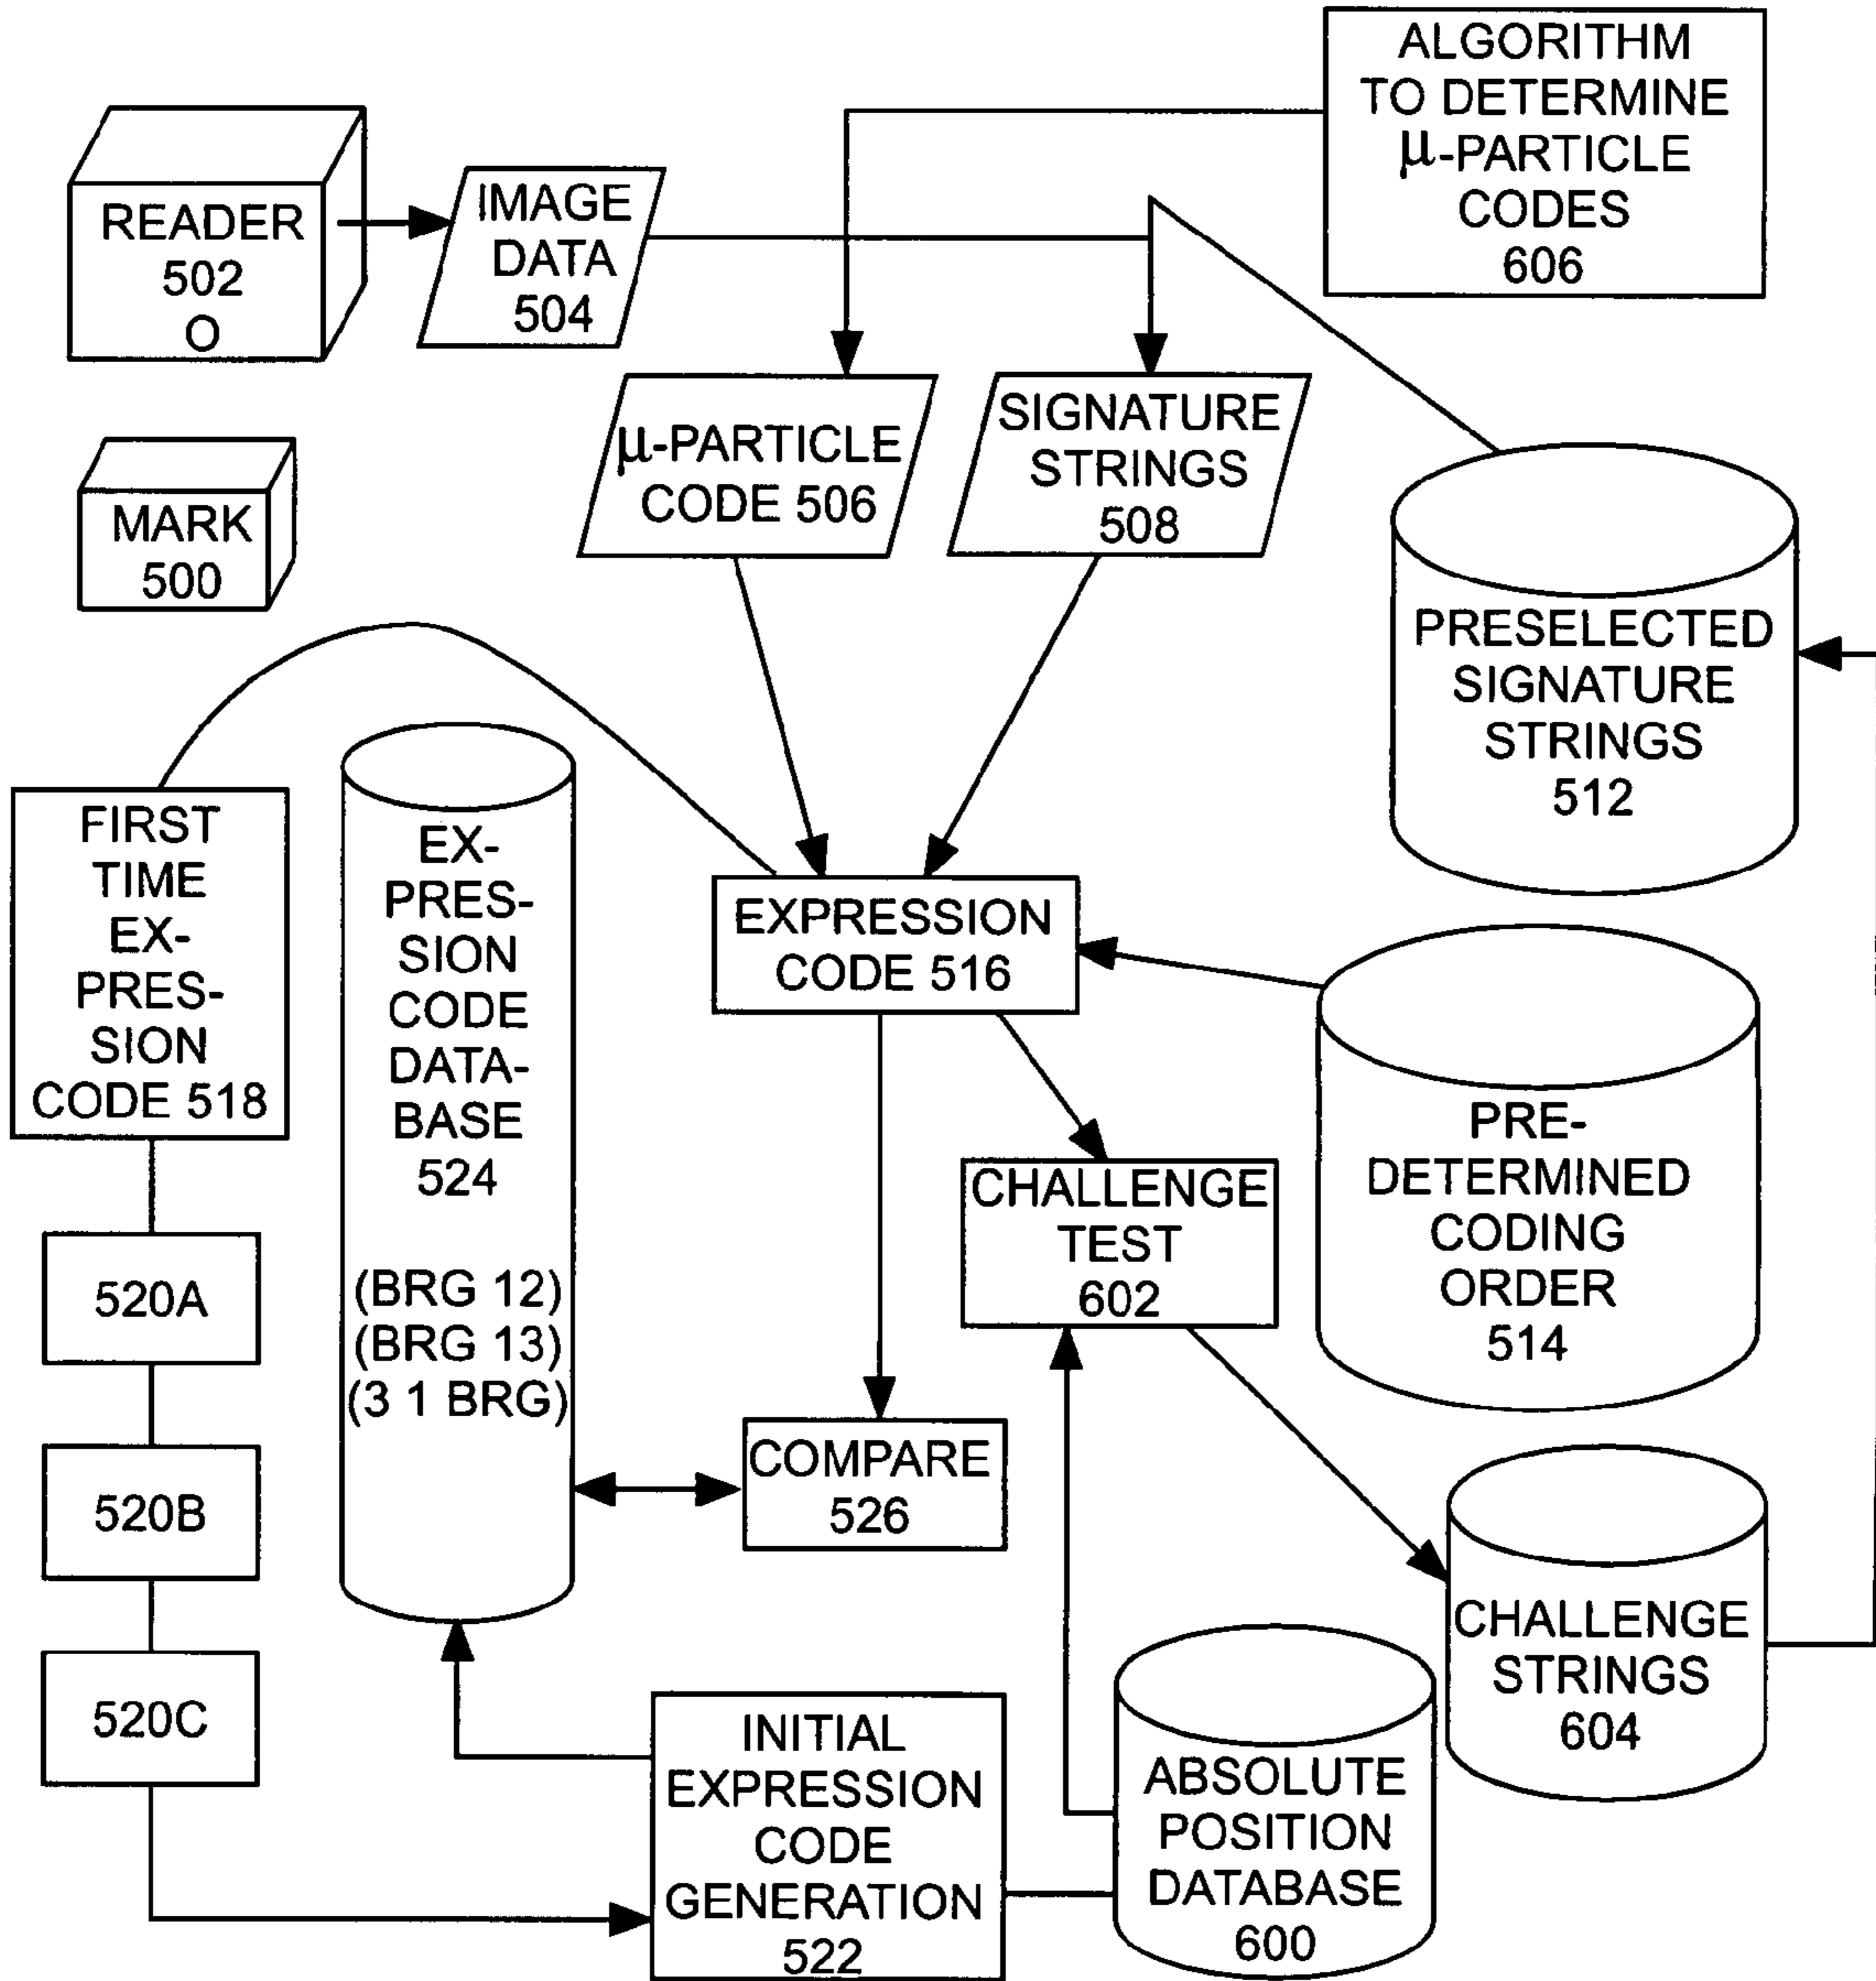 ALGORITHM
TO DETERMINE
µ-PARTICLE
CODES
606
READER
502
O
IMAGE
DATA
504
µ-PARTICLE
CODE 506
SIGNATURE
STRINGS
508
MARK
500
PRESELECTED
SIGNATURE
STRINGS
512
FIRST
TIME
EX-
PRES-
SION
CODE 518
EX-
PRES-
SION
CODE
DATA-
BASE
524
(BRG 12)
(BRG 13)
(3 1 BRG)
EXPRESSION
CODE 516
PRE-
DETERMINED
CODING
ORDER
514
CHALLENGE
TEST
602
520A
520B
520C
COMPARE
526
CHALLENGE
STRINGS
604
INITIAL
EXPRESSION
CODE
GENERATION
522
ABSOLUTE
POSITION
DATABASE
600